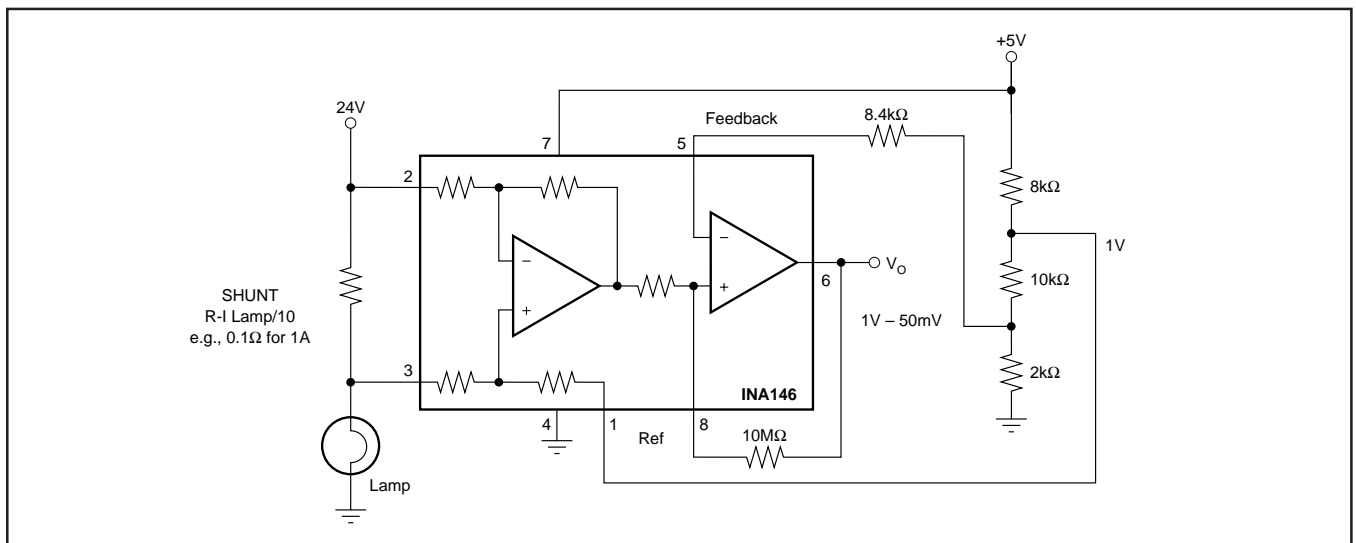 +5V
24V
Feedback
8.4kΩ
7
5
2
8kΩ
1V
SHUNT
R-I Lamp/10
e.g., 0.1Ω for 1A
V_O
6
10kΩ
1V – 50mV
3
2kΩ
INA146
4
1
Ref
8
10MΩ
Lamp